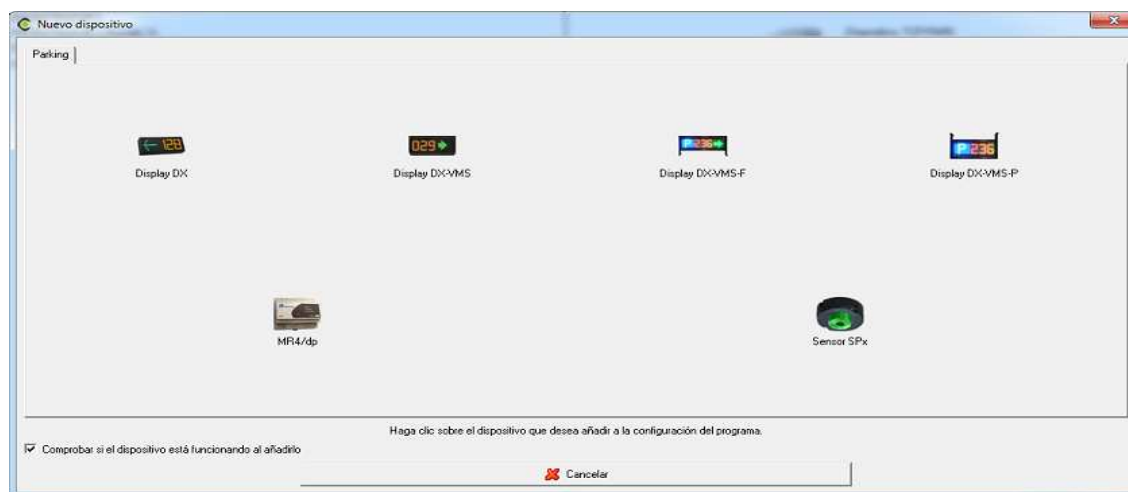 Nuevo dispositivo
Parking
128
029
P 236
P 236
Display DX
Display DX-VMS
Display DX-VMS-F
Display DX-VMS-P
MR4/dp
Sensor SPx
Haga clic sobre el dispositivo que desea añadir a la configuración del programa.
Comprobar si el dispositivo está funcionando al añadirlo
Cancelar